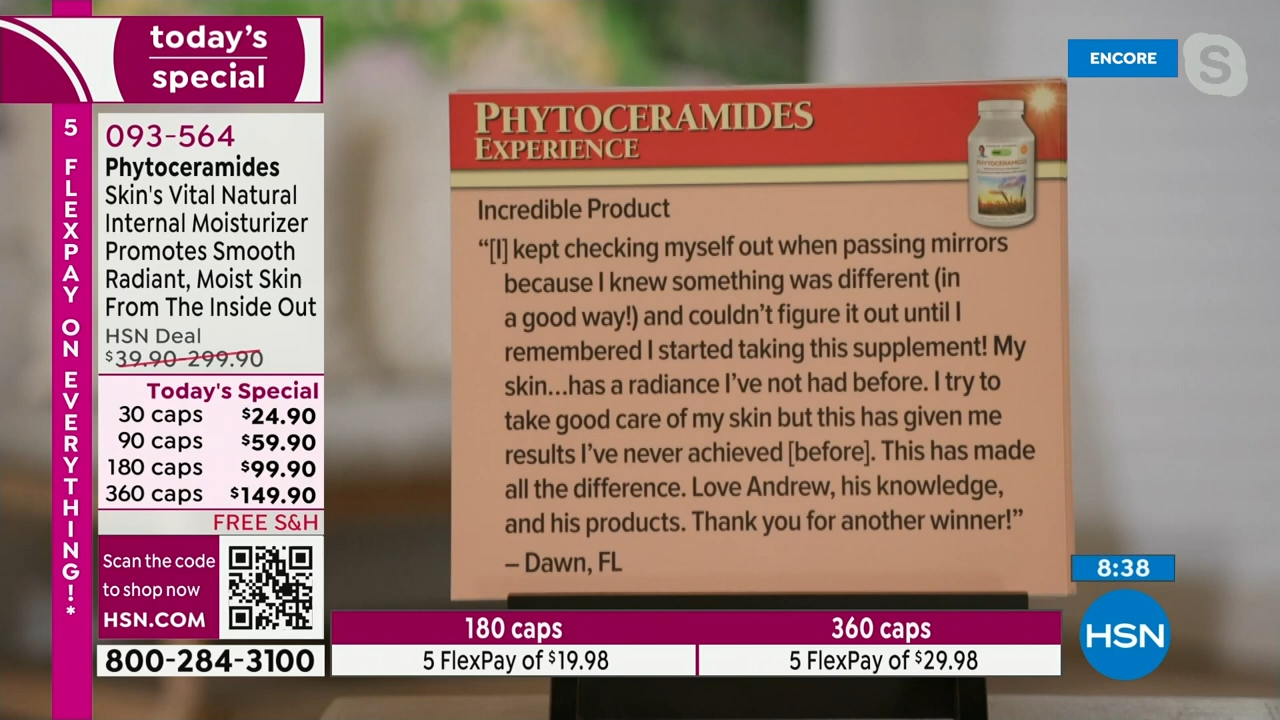 today's
special
5 FLEXPAY ON EVERYTHING!*
093-564
Phytoceramides
Skin's Vital Natural
Internal Moisturizer
Promotes Smooth
Radiant, Moist Skin
From The Inside Out
HSN Deal
$39.90-299.90
Today's Special
30 caps $24.90
90 caps $59.90
180 caps $99.90
360 caps $149.90
FREE S&H
Scan the code
to shop now
HSN.COM
800-284-3100
ENCORE
S
PHYTOCERAMIDES
EXPERIENCE
PHYTOCERAMIDES
Incredible Product
“[I] kept checking myself out when passing mirrors
because I knew something was different (in
a good way!) and couldn't figure it out until I
remembered I started taking this supplement! My
skin...has a radiance I've not had before. I try to
take good care of my skin but this has given me
results I've never achieved [before]. This has made
all the difference. Love Andrew, his knowledge,
and his products. Thank you for another winner!”
– Dawn, FL
180 caps
5 FlexPay of $19.98
360 caps
5 FlexPay of $29.98
8:38
HSN